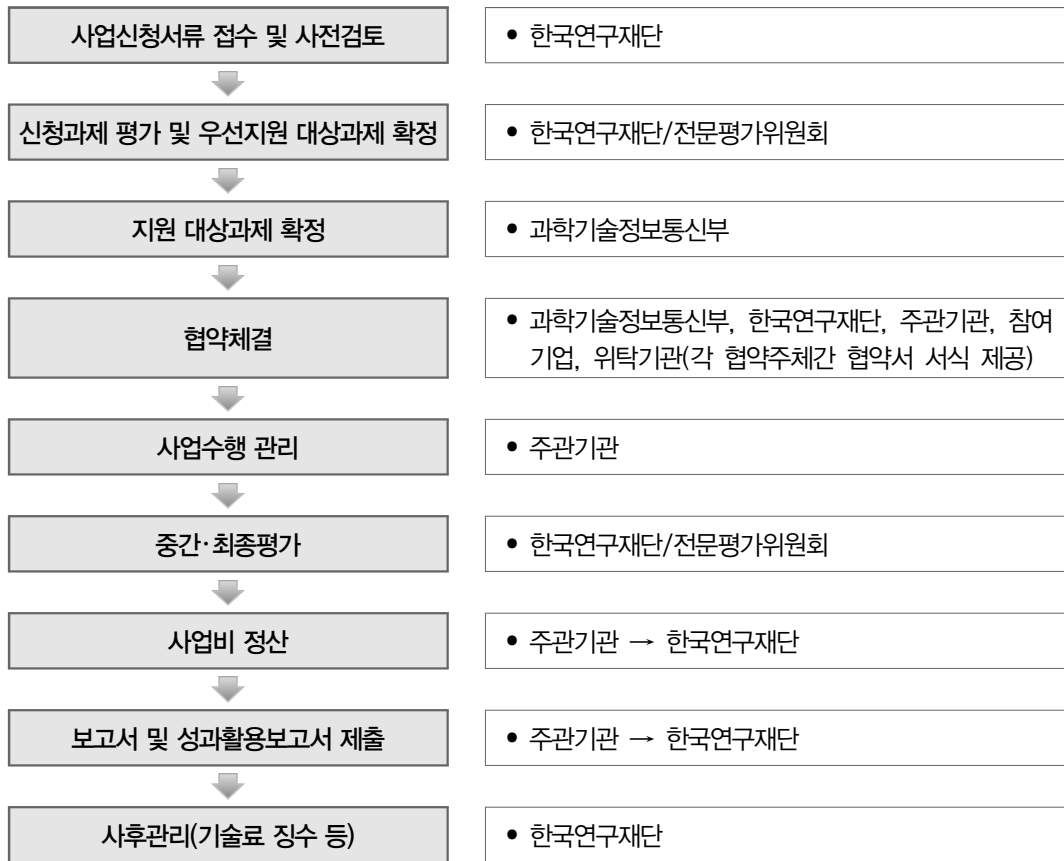 사업신청서류 접수 및 사전검토
• 한국연구재단
신청과제 평가 및 우선지원 대상과제 확정
• 한국연구재단/전문평가위원회
지원 대상과제 확정
• 과학기술정보통신부
협약체결
• 과학기술정보통신부, 한국연구재단, 주관기관, 참여
기업, 위탁기관(각 협약주체간 협약서 서식 제공)
사업수행 관리
• 주관기관
중간·최종평가
• 한국연구재단/전문평가위원회
사업비 정산
• 주관기관 → 한국연구재단
보고서 및 성과활용보고서 제출
• 주관기관 → 한국연구재단
사후관리(기술료 징수 등)
• 한국연구재단